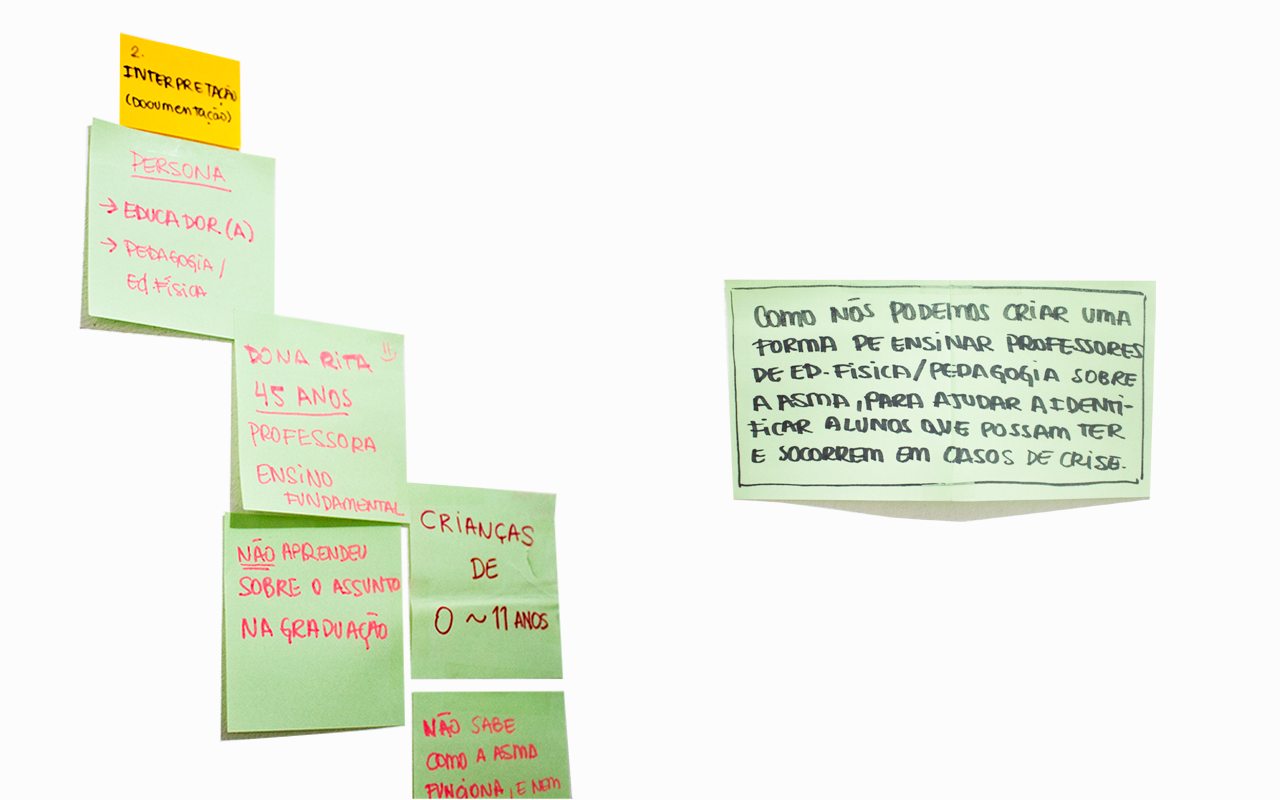 2.
INTERPRETAÇÃO
(Documentação)
PERSONA
→ EDUCADOR(A)
→ PEDAGOGIA/
ED.FÍSICA
DONA RITA
45 ANOS
PROFESSORA
ENSINO
FUNDAMENTAL
NÃO APRENDEU
SOBRE O ASSUNTO
NA GRADUAÇÃO
CRIANÇAS
DE
0 ~ 11 ANOS
NÃO SABE
COMO A ASMA
FUNCIONA, E NEM
COMO NÓS PODEMOS CRIAR UMA
FORMA DE ENSINAR PROFESSORES
DE ED.FÍSICA/PEDAGOGIA SOBRE
A ASMA, PARA AJUDAR A IDENTI-
FICAR ALUNOS QUE POSSAM TER
E SOCORREM EM CASOS DE CRISE.